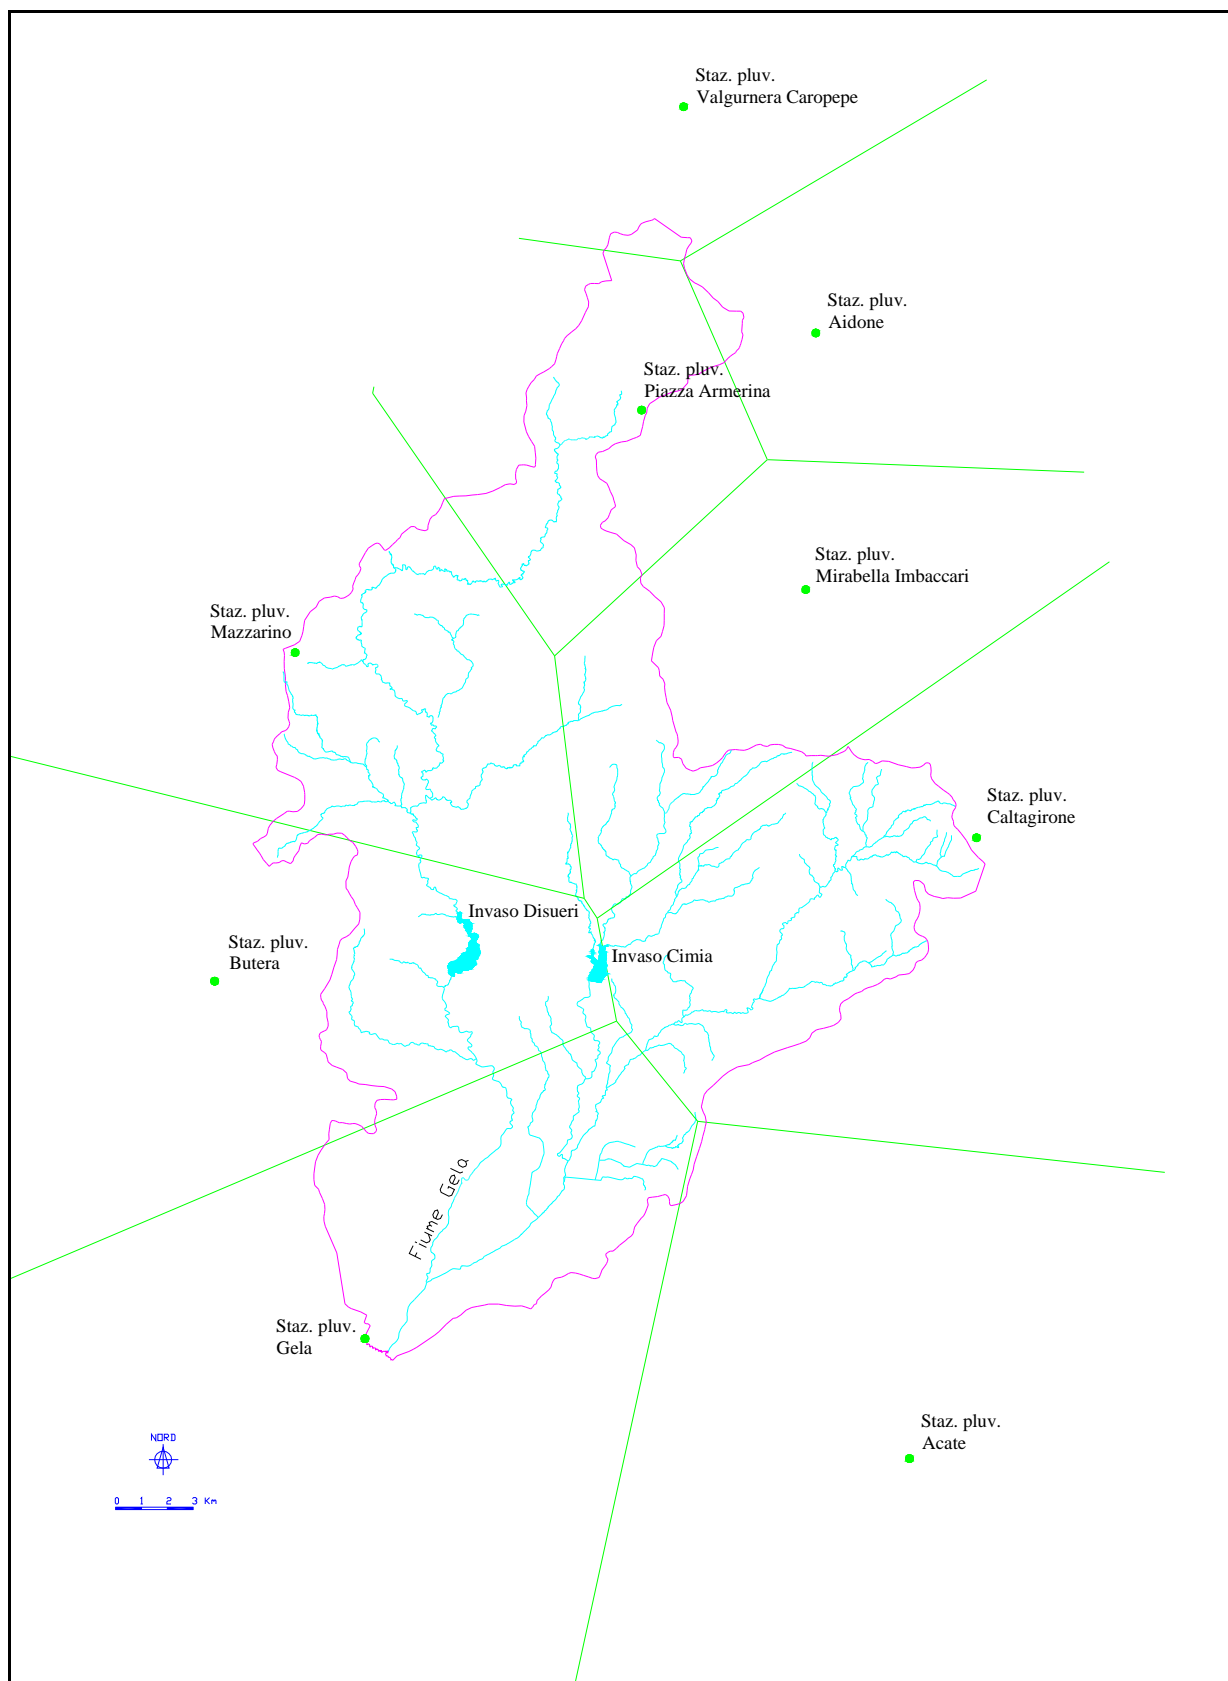 Staz. pluv.
Valgurnera Caropepe
Staz. pluv.
Aidone
Staz. pluv.
Piazza Armerina
Staz. pluv.
Mirabella Imbaccari
Staz. pluv.
Mazzarino
Staz. pluv.
Caltagirone
Invaso Disueri
Staz. pluv.
Butera
Invaso Cimia
Fiume Gela
Staz. pluv.
Gela
Staz. pluv.
Acate
NORD
0 1 2 3 Km